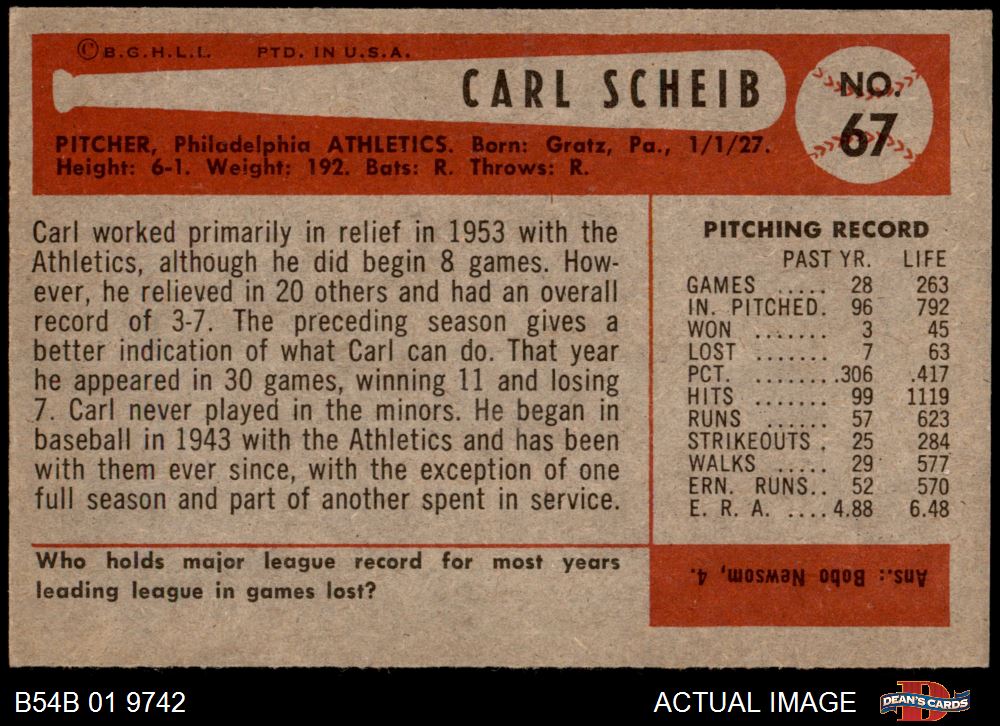 ©B.G.H.L.I. PTD. IN U.S.A.
CARL SCHEIB
NO.
67
PITCHER, Philadelphia ATHLETICS. Born: Gratz, Pa., 1/1/27.
Height: 6-1. Weight: 192. Bats: R. Throws: R.
Carl worked primarily in relief in 1953 with the
Athletics, although he did begin 8 games. How-
ever, he relieved in 20 others and had an overall
record of 3-7. The preceding season gives a
better indication of what Carl can do. That year
he appeared in 30 games, winning 11 and losing
7. Carl never played in the minors. He began in
baseball in 1943 with the Athletics and has been
with them ever since, with the exception of one
full season and part of another spent in service.
PITCHING RECORD
PAST YR. LIFE
GAMES ..... 28 263
IN. PITCHED. 96 792
WON ....... 3 45
LOST ....... 7 63
PCT. ........ .306 .417
HITS ....... 99 1119
RUNS ...... 57 623
STRIKEOUTS . 25 284
WALKS ..... 29 577
ERN. RUNS.. 52 570
E. R. A. .... 4.88 6.48
Who holds major league record for most years
leading league in games lost?
Ans.: Bobo Newsom, 4.
B54B 01 9742
ACTUAL IMAGE
D
DEAN'S CARDS